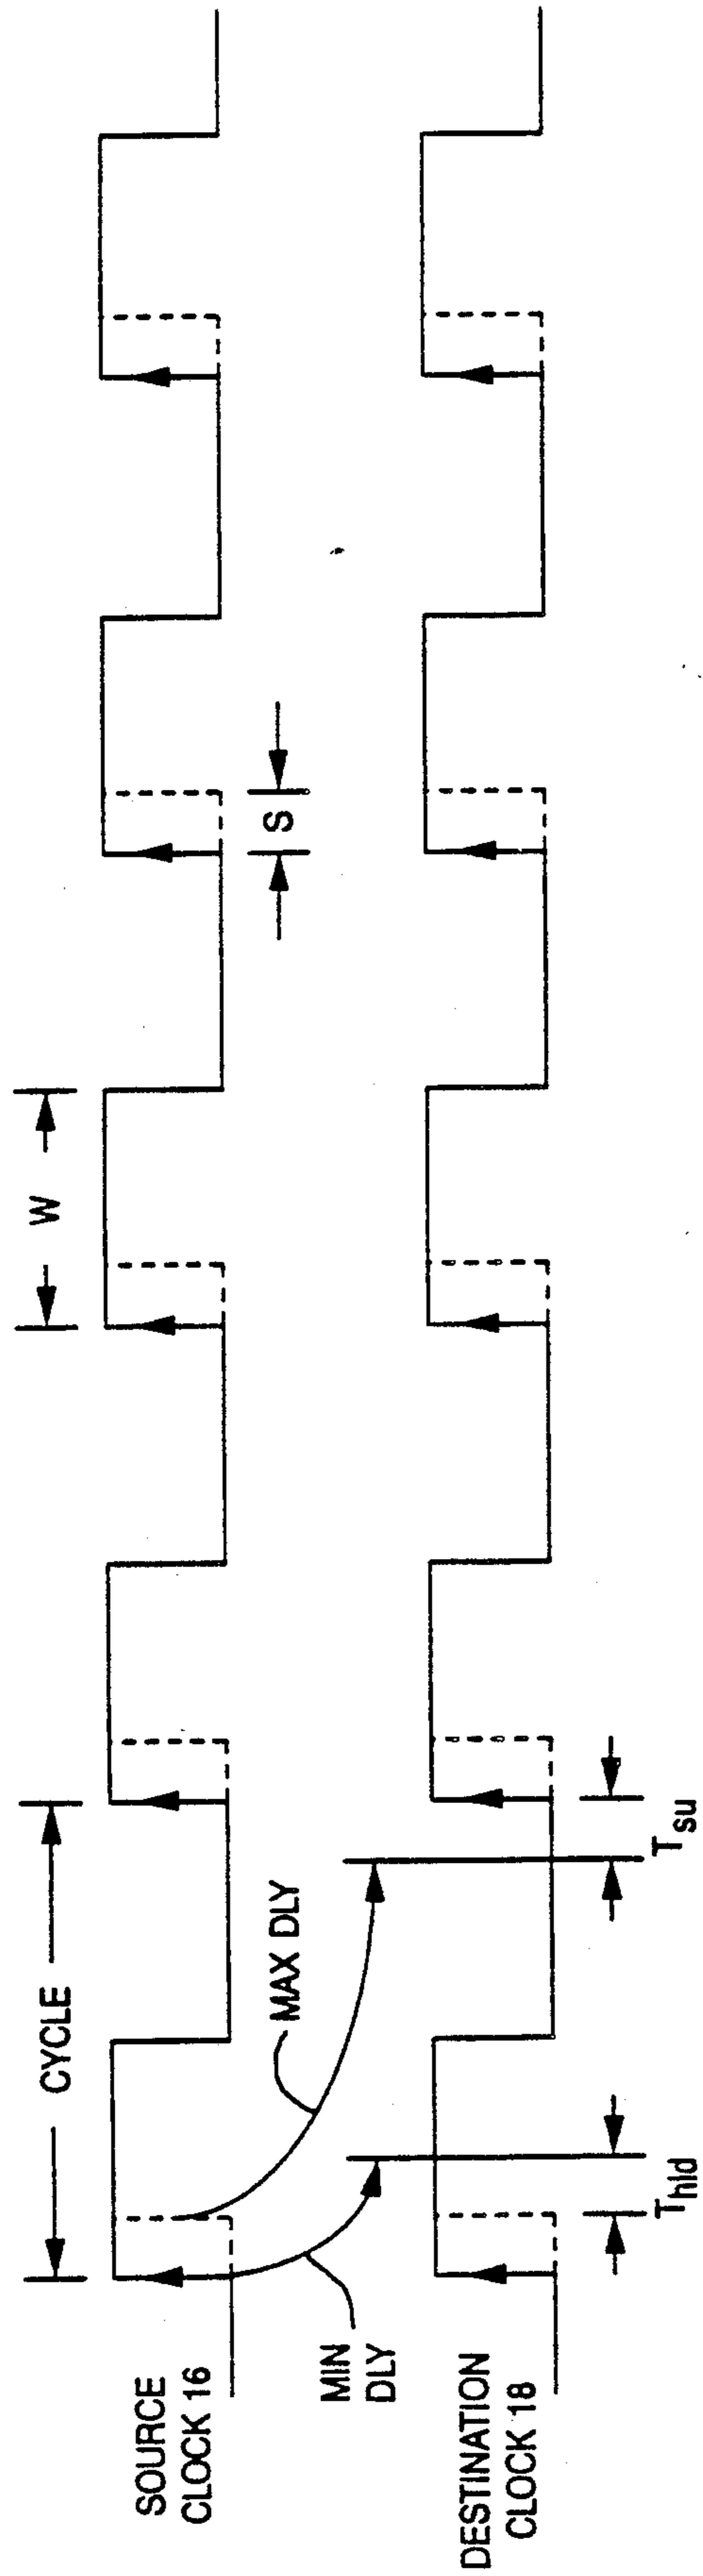 CYCLE
W
SOURCE
CLOCK 16
S
MAX DLY
MIN
DLY
DESTINATION
CLOCK 18
Thld
Tsu